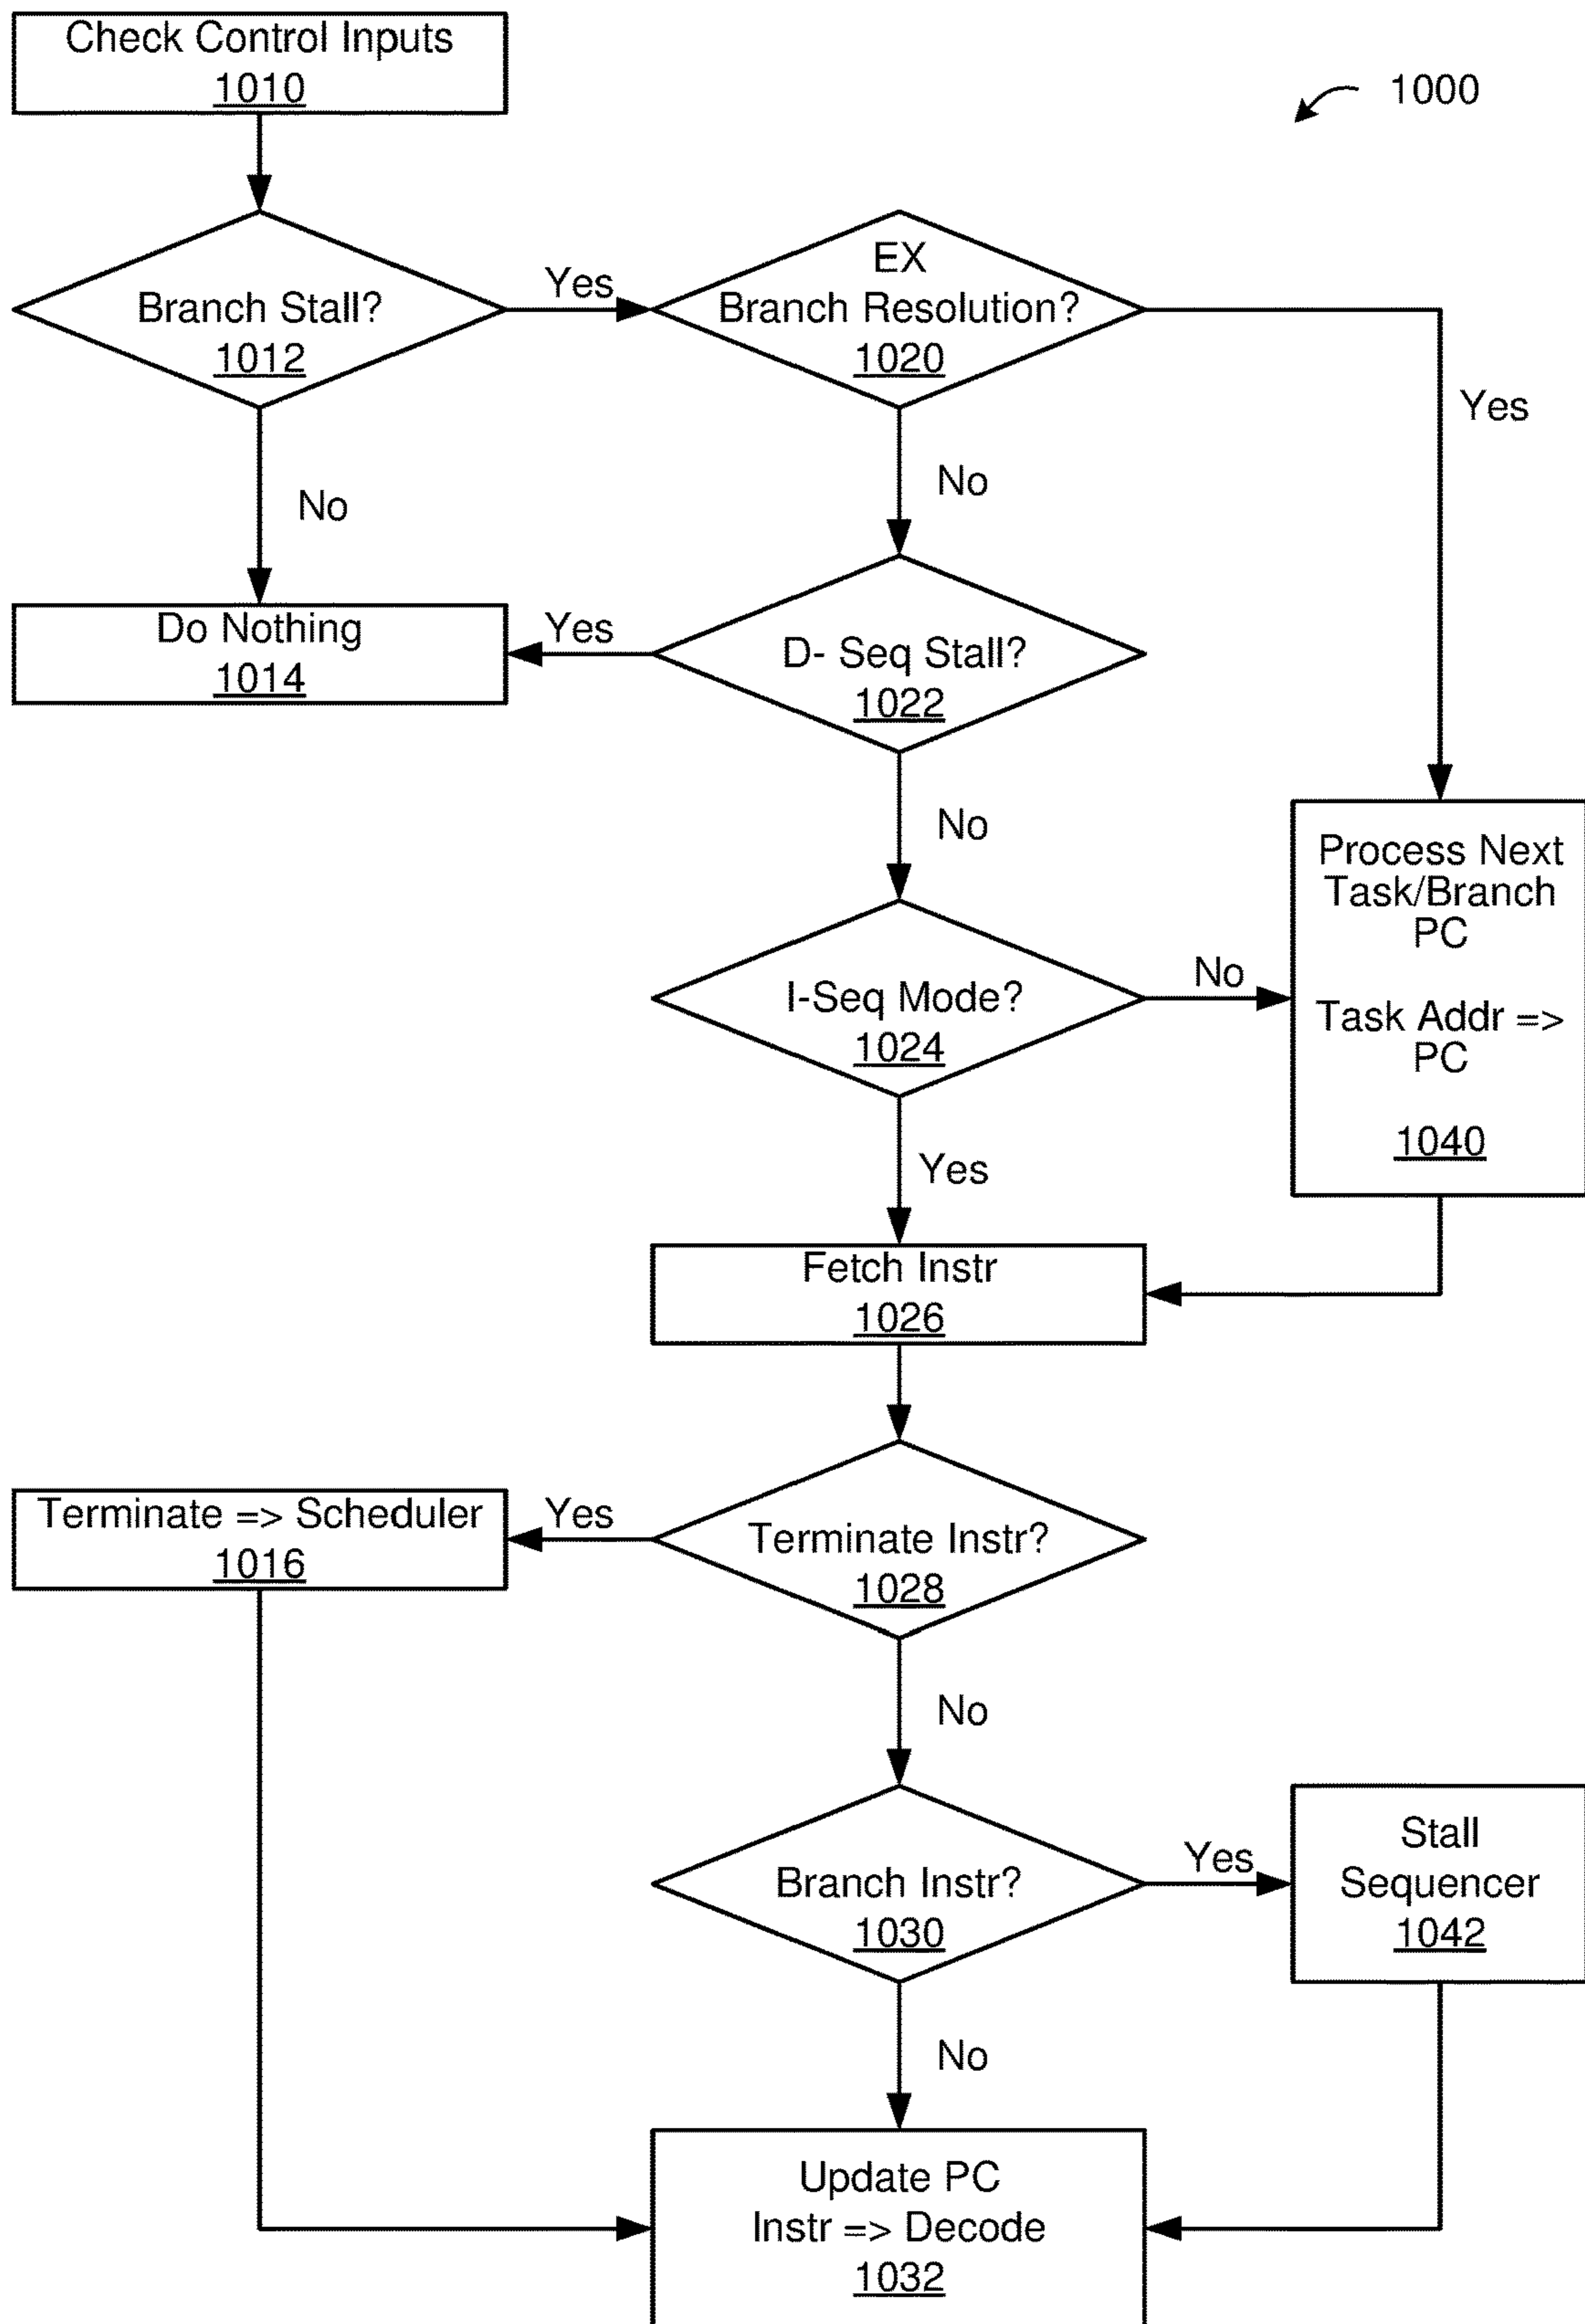 Check Control Inputs
1010
1000
Branch Stall?
1012
Yes
EX
Branch Resolution?
1020
Yes
No
No
Do Nothing
1014
Yes
D- Seq Stall?
1022
No
Process Next
Task/Branch
PC
Task Addr =>
PC
1040
I-Seq Mode?
1024
No
Yes
Fetch Instr
1026
Terminate => Scheduler
1016
Yes
Terminate Instr?
1028
No
Branch Instr?
1030
Yes
Stall
Sequencer
1042
No
Update PC
Instr => Decode
1032